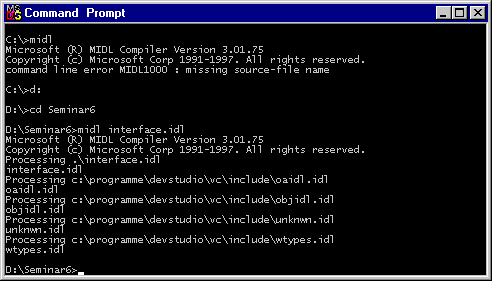 Command Prompt
C:\>midl
Microsoft (R) MIDL Compiler Version 3.01.75
Copyright (c) Microsoft Corp 1991-1997. All rights reserved.
command line error MIDL1000 : missing source-file name
C:\>d:
D:\>cd Seminar6
D:\Seminar6>midl interface.idl
Microsoft (R) MIDL Compiler Version 3.01.75
Copyright (c) Microsoft Corp 1991-1997. All rights reserved.
Processing .\interface.idl
interface.idl
Processing c:\programme\devstudio\vc\include\oaidl.idl
oaidl.idl
Processing c:\programme\devstudio\vc\include\objidl.idl
objidl.idl
Processing c:\programme\devstudio\vc\include\unknwn.idl
unknwn.idl
Processing c:\programme\devstudio\vc\include\wtypes.idl
wtypes.idl
D:\Seminar6>